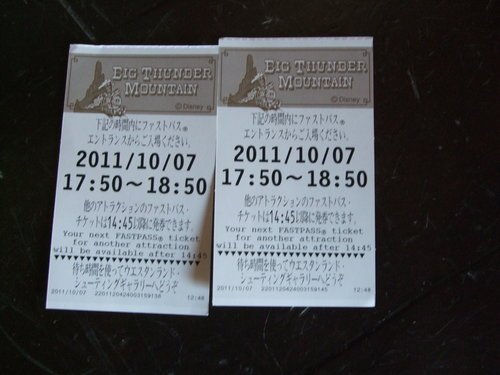 BIG THUNDER
MOUNTAIN
©Disney
下記の時間内にファストパス®
エントランスからご入場ください。
2011/10/07
17:50～18:50
他のアトラクションのファストパス・
チケットは14:45以降に発券できます。
Your next FASTPASS® ticket
for another attraction
will be available after 14:45
待ち時間を使ってウエスタンランド・
シューティングギャラリーへどうぞ
2011/10/07 2201120424003159138 12:48
BIG THUNDER
MOUNTAIN
©Disney
下記の時間内にファストパス®
エントランスからご入場ください。
2011/10/07
17:50～18:50
他のアトラクションのファストパス・
チケットは14:45以降に発券できます。
Your next FASTPASS® ticket
for another attraction
will be available after 14:45
待ち時間を使ってウエスタンランド・
シューティングギャラリーへどうぞ
2011/10/07 2201120424003159145 12:48